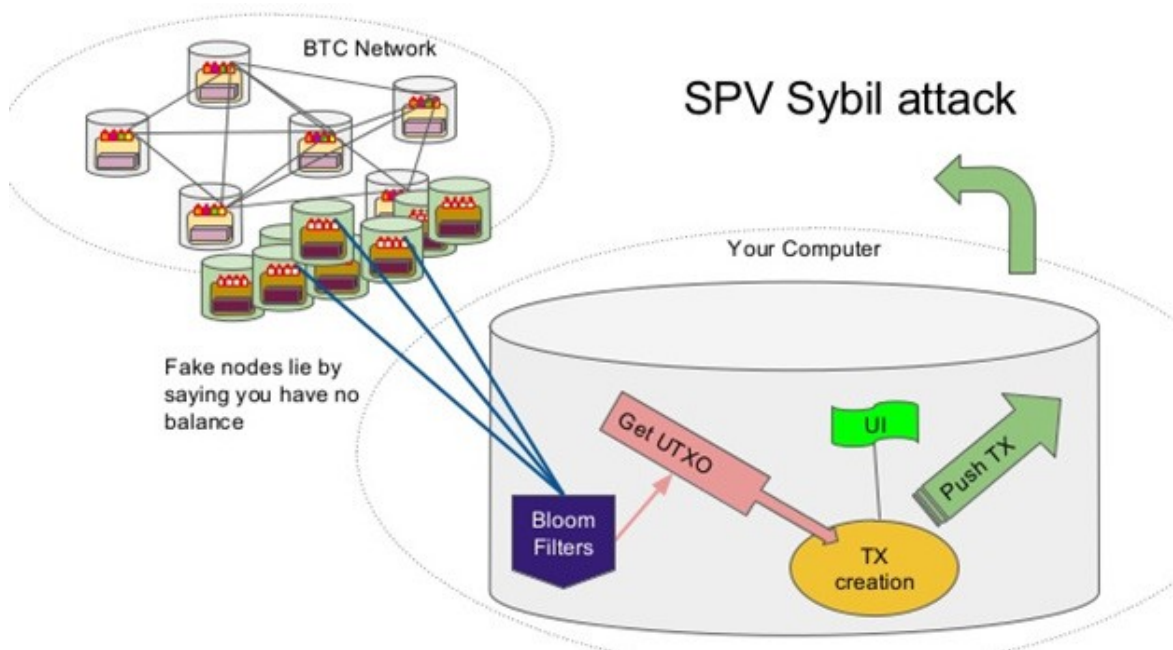 BTC Network
SPV Sybil attack
Your Computer
Fake nodes lie by
saying you have no
balance
Get UTXO
UI
Push TX
Bloom
Filters
TX
creation